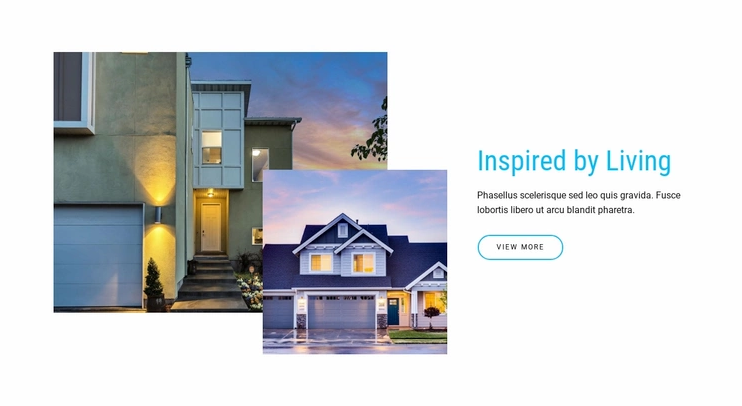 Inspired by Living
Phasellus scelerisque sed leo quis gravida. Fusce
lobortis libero ut arcu blandit pharetra.
VIEW MORE